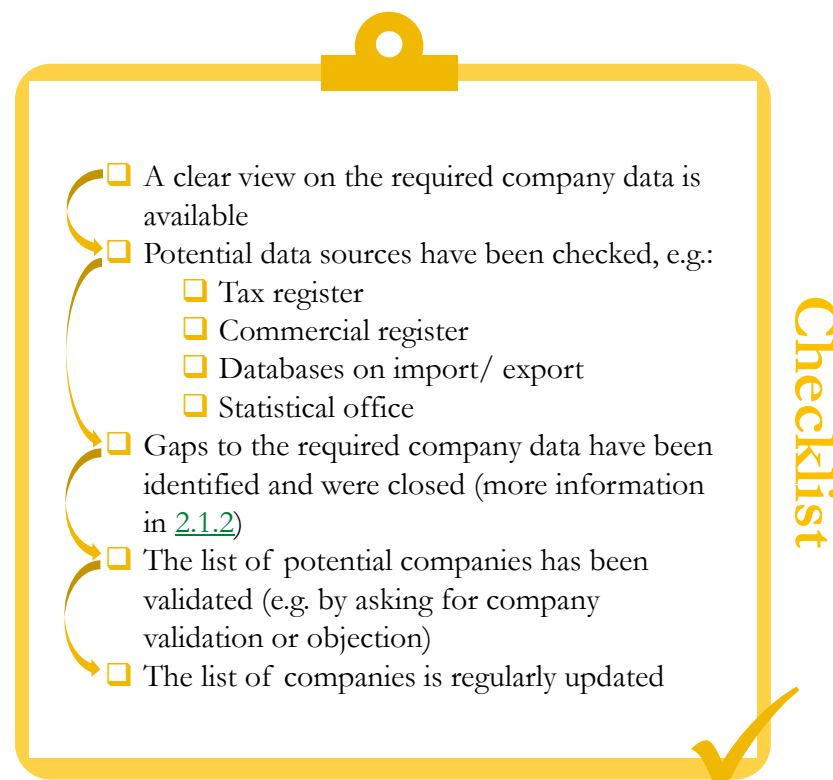 A clear view on the required company data is
available
Potential data sources have been checked, e.g.:
Tax register
Commercial register
Databases on import/ export
Statistical office
Gaps to the required company data have been
identified and were closed (more information
in 2.1.2)
The list of potential companies has been
validated (e.g. by asking for company
validation or objection)
The list of companies is regularly updated
Checklist